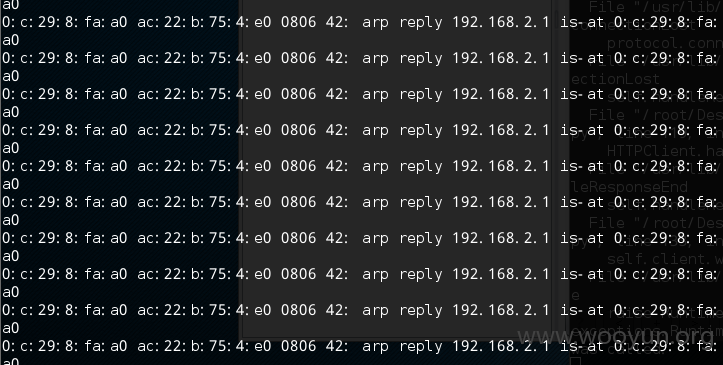 a0
0:c:29:8:fa:a0 ac:22:b:75:4:e0 0806 42: arp reply 192.168.2.1 is-at 0:c:29:8:fa:
a0
0:c:29:8:fa:a0 ac:22:b:75:4:e0 0806 42: arp reply 192.168.2.1 is-at 0:c:29:8:fa:
a0
0:c:29:8:fa:a0 ac:22:b:75:4:e0 0806 42: arp reply 192.168.2.1 is-at 0:c:29:8:fa:
a0
0:c:29:8:fa:a0 ac:22:b:75:4:e0 0806 42: arp reply 192.168.2.1 is-at 0:c:29:8:fa:
a0
0:c:29:8:fa:a0 ac:22:b:75:4:e0 0806 42: arp reply 192.168.2.1 is-at 0:c:29:8:fa:
a0
0:c:29:8:fa:a0 ac:22:b:75:4:e0 0806 42: arp reply 192.168.2.1 is-at 0:c:29:8:fa:
a0
0:c:29:8:fa:a0 ac:22:b:75:4:e0 0806 42: arp reply 192.168.2.1 is-at 0:c:29:8:fa:
a0
0:c:29:8:fa:a0 ac:22:b:75:4:e0 0806 42: arp reply 192.168.2.1 is-at 0:c:29:8:fa:
a0
0:c:29:8:fa:a0 ac:22:b:75:4:e0 0806 42: arp reply 192.168.2.1 is-at 0:c:29:8:fa:
a0
0:c:29:8:fa:a0 ac:22:b:75:4:e0 0806 42: arp reply 192.168.2.1 is-at 0:c:29:8:fa:
File "/usr/lib/
protocol.conn
ectionLost
File "/root/Des
HTTPClient.ha
leResponseEnd
File "/root/Des
self.client.w
www.wooyun.org